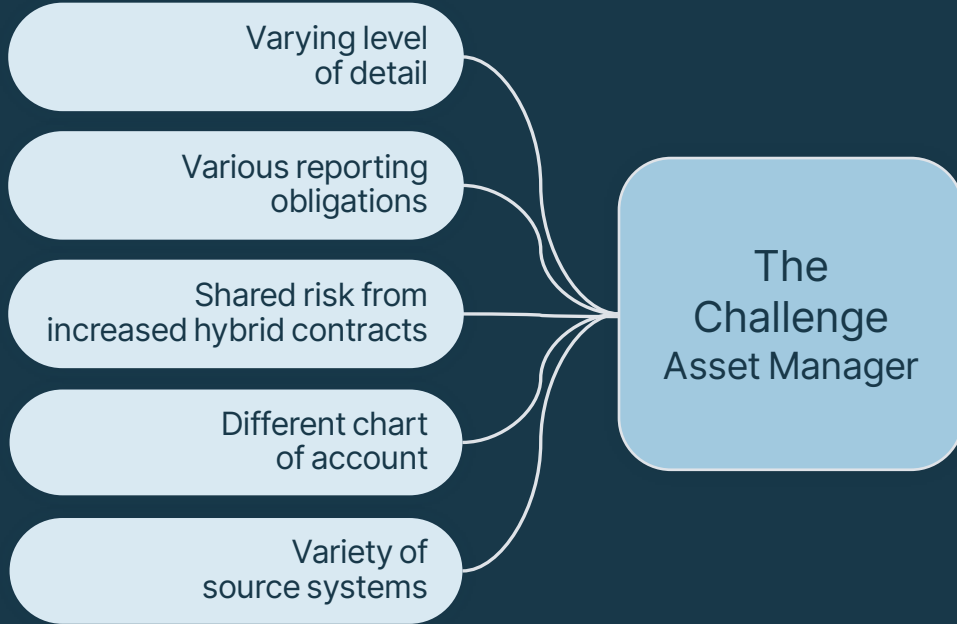 Varying level
of detail
Various reporting
obligations
Shared risk from
increased hybrid contracts
Different chart
of account
Variety of
source systems
The
Challenge
Asset Manager